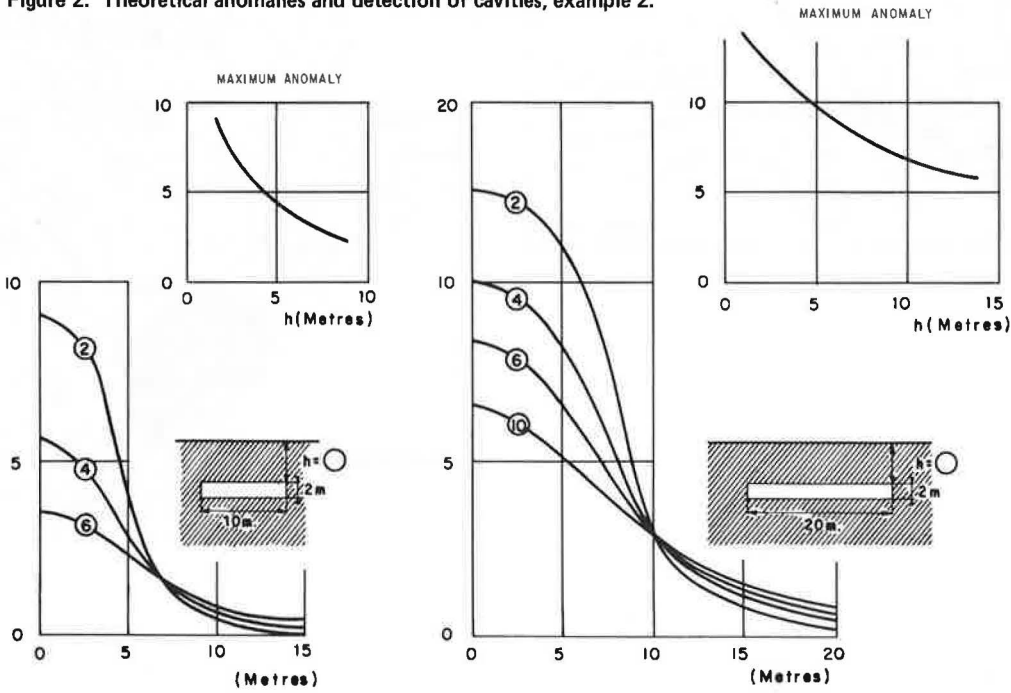 Figure 2. Theoretical anomalies and detection of cavities, example 2.
MAXIMUM ANOMALY
10
5
0
0 5 10
h(Metres)
10
5
0
2
4
6
h=
2m
10m.
0 5 10 15
(Metres)
20
10
5
0
2
4
6
10
0 5 10 15 20
(Metres)
MAXIMUM ANOMALY
10
5
0
0 5 10 15
h(Metres)
h=
2m
20m.